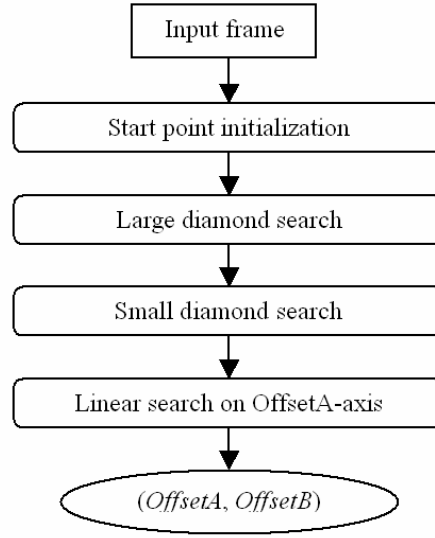 Input frame
Start point initialization
Large diamond search
Small diamond search
Linear search on OffsetA-axis
(OffsetA, OffsetB)